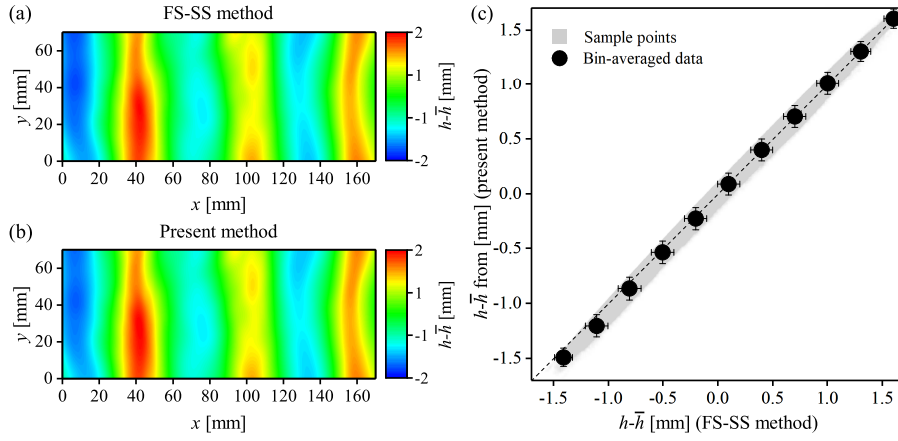 (a)
FS-SS method
60
40
20
0
y [mm]
0 20 40 60 80 100 120 140 160
x [mm]
2
1
-1
-2
h-h̅ [mm]
(b)
Present method
60
40
20
0
y [mm]
0 20 40 60 80 100 120 140 160
x [mm]
2
1
-1
-2
h-h̅ [mm]
(c)
Sample points
Bin-averaged data
1.5
1.0
0.5
0.0
-0.5
-1.0
-1.5
h-h̅ from [mm] (present method)
-1.5 -1.0 -0.5 0.0 0.5 1.0 1.5
h-h̅ [mm] (FS-SS method)